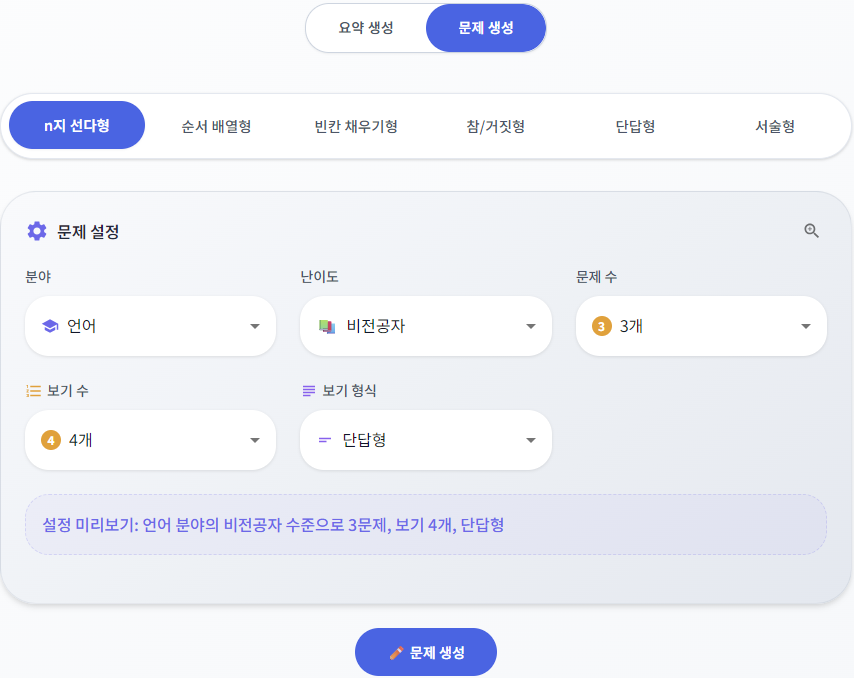 요약 생성 문제 생성
n지 선다형 순서 배열형 빈칸 채우기형 참/거짓형 단답형 서술형
문제 설정
분야 난이도 문제 수
언어 비전공자 3 3개
보기 수 보기 형식
4 4개 단답형
설정 미리보기: 언어 분야의 비전공자 수준으로 3문제, 보기 4개, 단답형
문제 생성